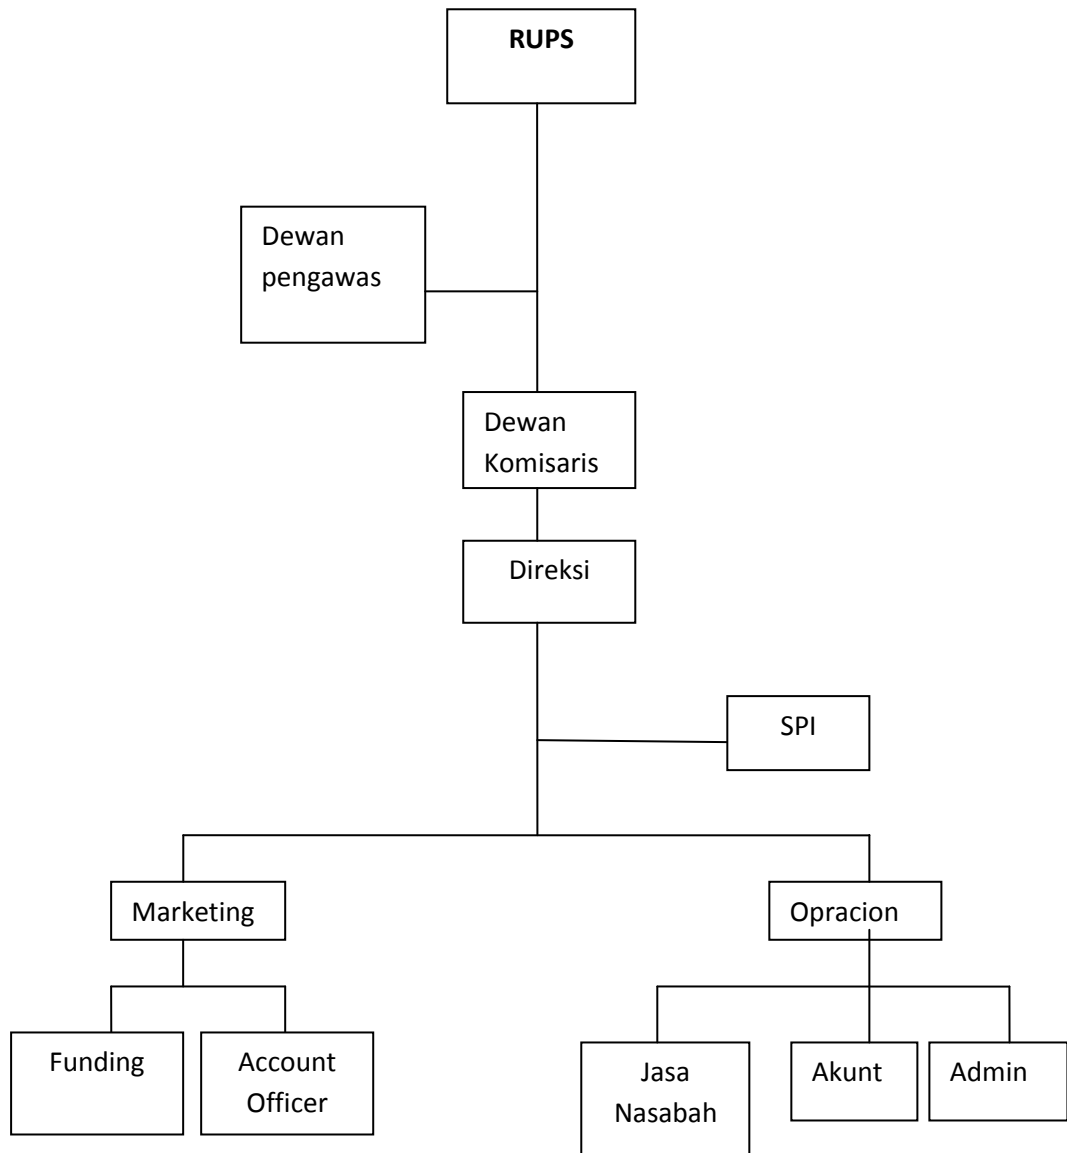 RUPS
Dewan
pengawas
Dewan
Komisaris
Direksi
SPI
Marketing
Opracion
Funding
Account
Officer
Jasa
Nasabah
Akunt
Admin